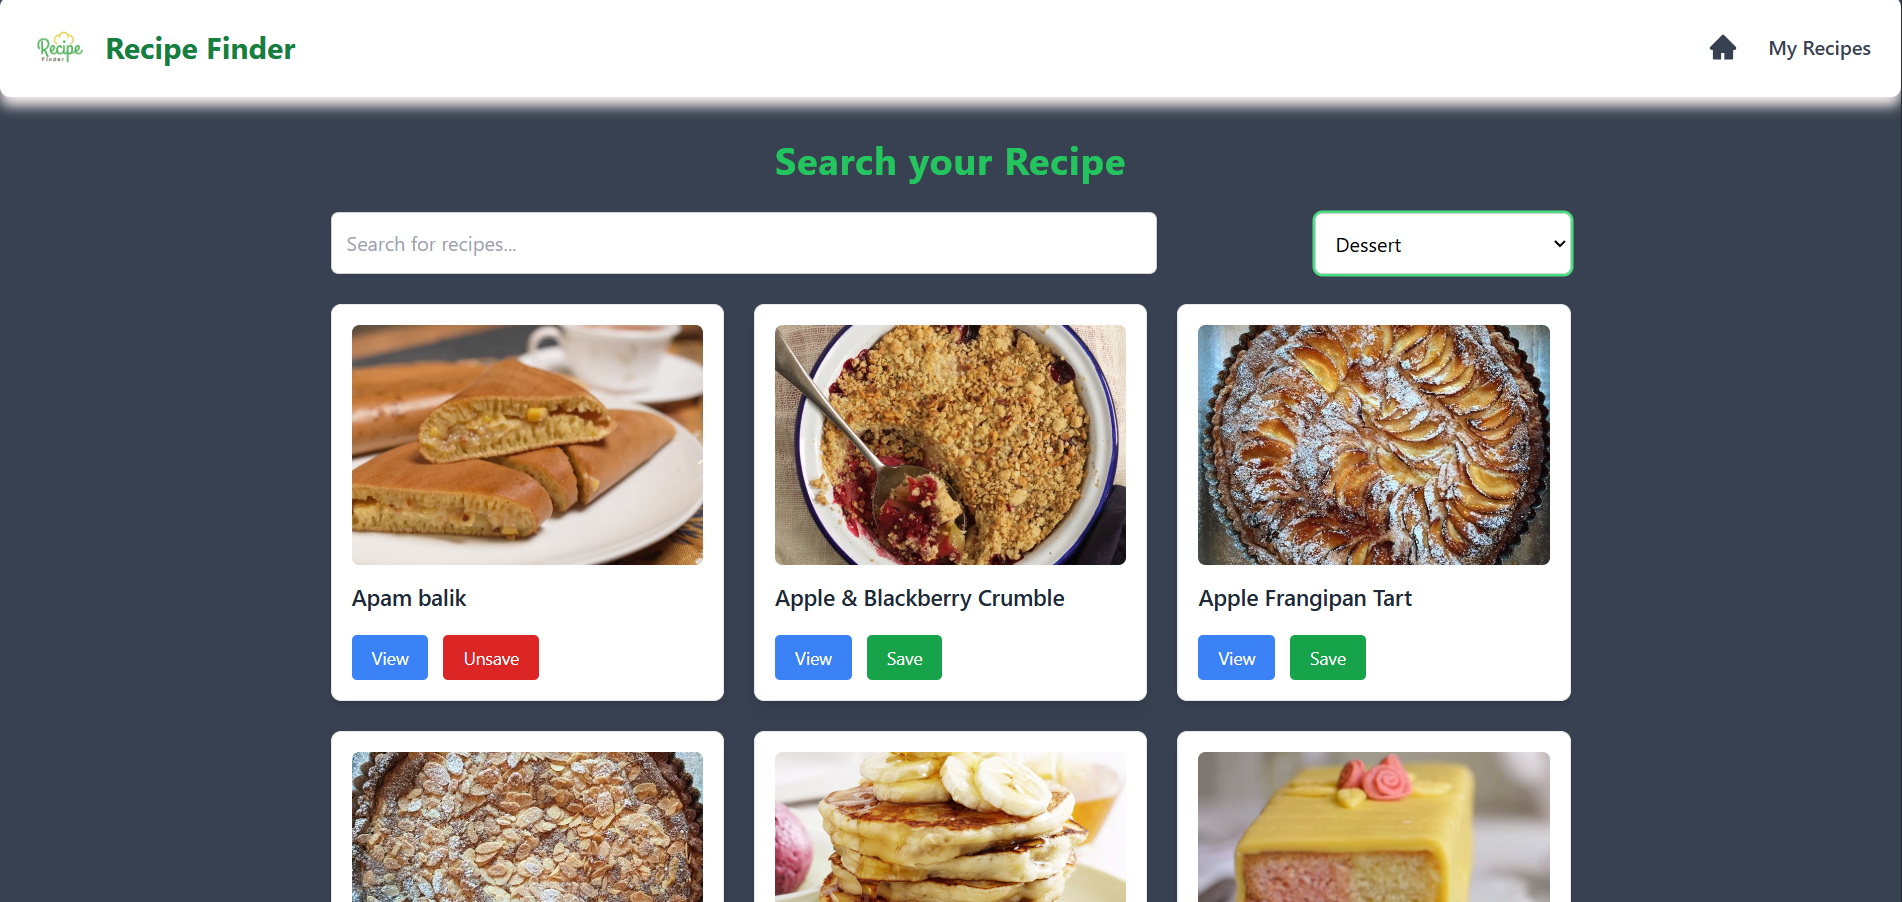 Recipe
Finder
Recipe Finder
My Recipes
Search your Recipe
Search for recipes...
Dessert
Apam balik
View
Unsave
Apple & Blackberry Crumble
View
Save
Apple Frangipan Tart
View
Save